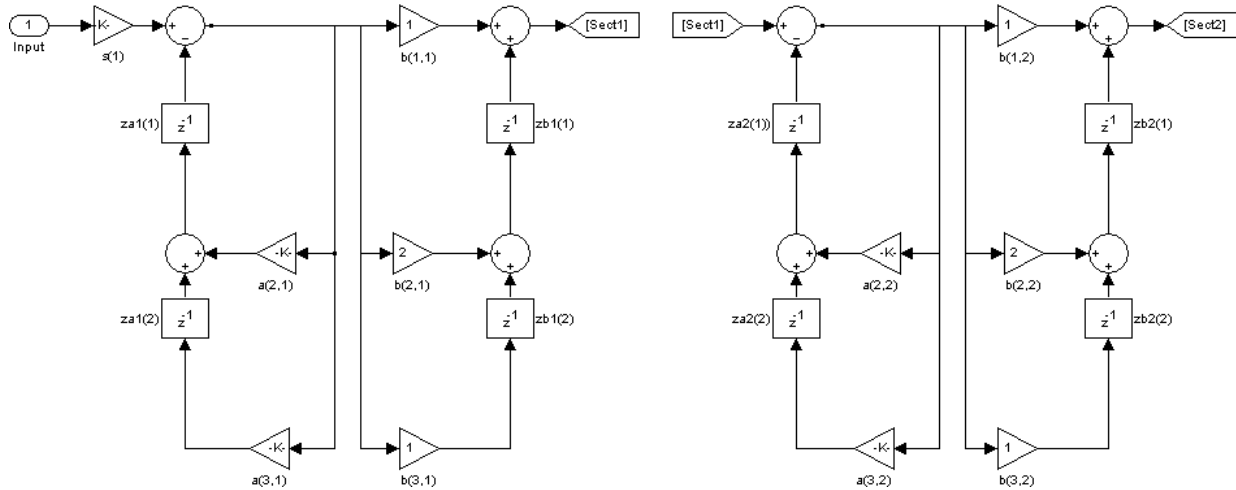 1
Input
K-
s(1)
+
−
1
b(1,1)
+
+
[Sect1]
za1(1)
z-1
z-1
zb1(1)
+
+
-K-
a(2,1)
2
b(2,1)
+
+
za1(2)
z-1
z-1
zb1(2)
-K-
a(3,1)
1
b(3,1)
[Sect1]
+
−
1
b(1,2)
+
+
[Sect2]
za2(1))
z-1
z-1
zb2(1)
+
+
-K-
a(2,2)
2
b(2,2)
+
+
za2(2)
z-1
z-1
zb2(2)
-K-
a(3,2)
1
b(3,2)